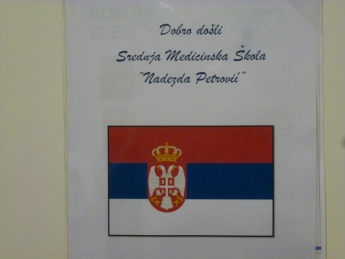 Dobro došli
Srednja Medicinska Škola
"Nadezda Petrović"